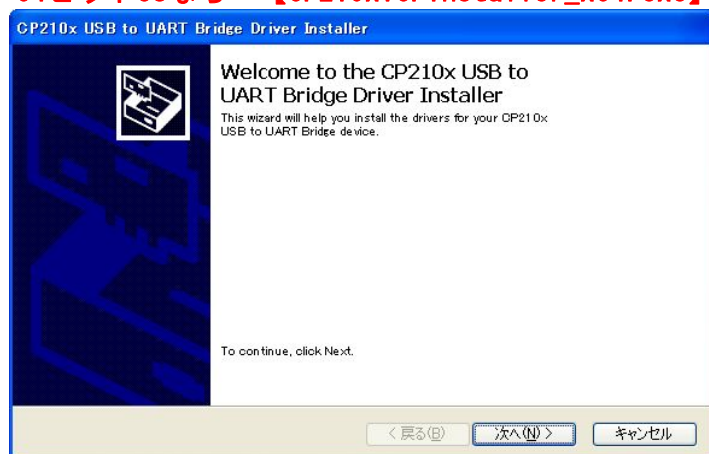 CP210x USB to UART Bridge Driver Installer
Welcome to the CP210x USB to
UART Bridge Driver Installer
This wizard will help you install the drivers for your CP210x
USB to UART Bridge device.
To continue, click Next.
< 戻る(B) 次へ(N) > キャンセル